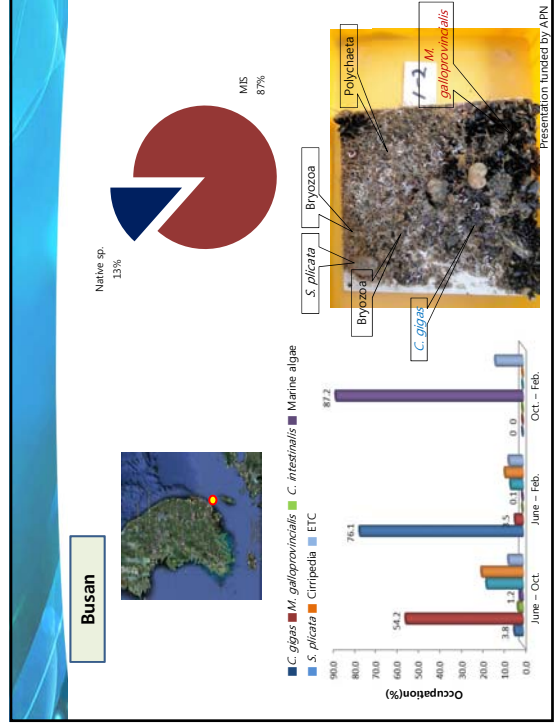 Busan
Native sp.
13%
MIS
87%
C. gigas M. galloprovincialis C. intestinalis Marine algae
S. plicata Cirripedia ETC
Occupation(%)
90.0
80.0
70.0
60.0
50.0
40.0
30.0
20.0
10.0
0.0
3.8
54.2
1.2
76.1
3.5
0.1
0 0
87.2
June – Oct.
June – Feb.
Oct. – Feb.
S. plicata
Bryozoa
Polychaeta
Bryozoa
C. gigas
M.
galloprovincialis
1-2
Presentation funded by APN